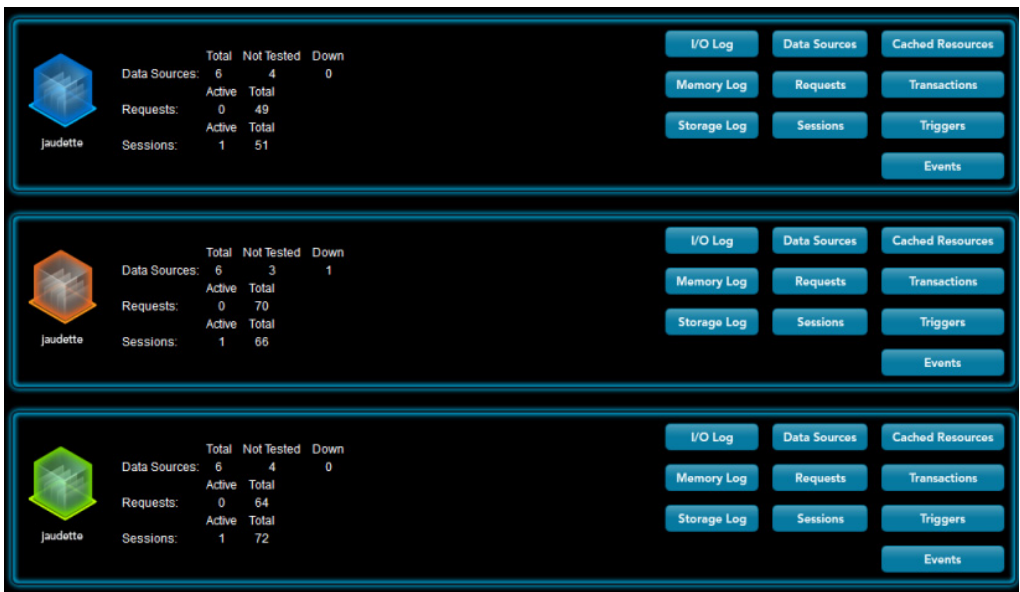 Total Not Tested Down
Data Sources: 6 4 0
Active Total
Requests: 0 49
Active Total
Sessions: 1 51
jaudette
I/O Log Data Sources Cached Resources
Memory Log Requests Transactions
Storage Log Sessions Triggers
Events
Total Not Tested Down
Data Sources: 6 3 1
Active Total
Requests: 0 70
Active Total
Sessions: 1 66
jaudette
I/O Log Data Sources Cached Resources
Memory Log Requests Transactions
Storage Log Sessions Triggers
Events
Total Not Tested Down
Data Sources: 6 4 0
Active Total
Requests: 0 64
Active Total
Sessions: 1 72
jaudette
I/O Log Data Sources Cached Resources
Memory Log Requests Transactions
Storage Log Sessions Triggers
Events